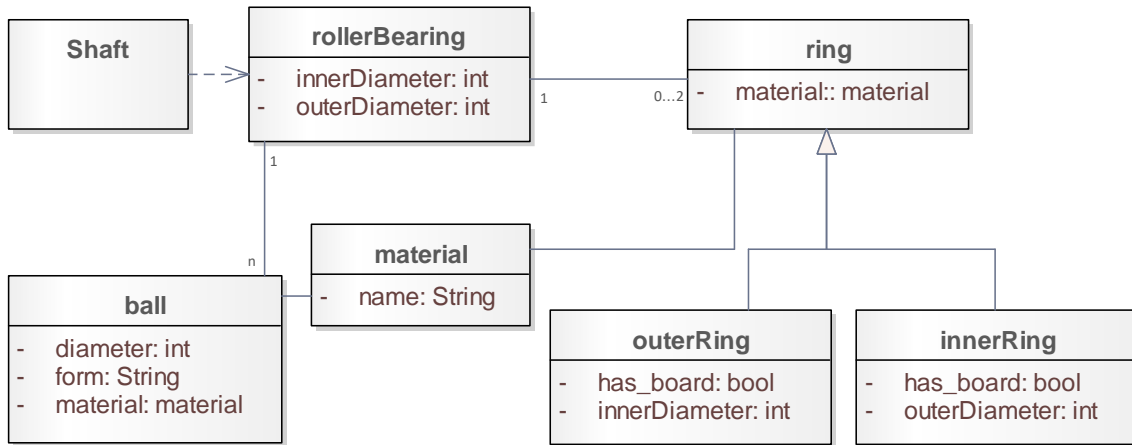 Shaft
rollerBearing
- innerDiameter: int
- outerDiameter: int
1
0...2
ring
- material:: material
1
n
material
- name: String
ball
- diameter: int
- form: String
- material: material
outerRing
- has_board: bool
- innerDiameter: int
innerRing
- has_board: bool
- outerDiameter: int